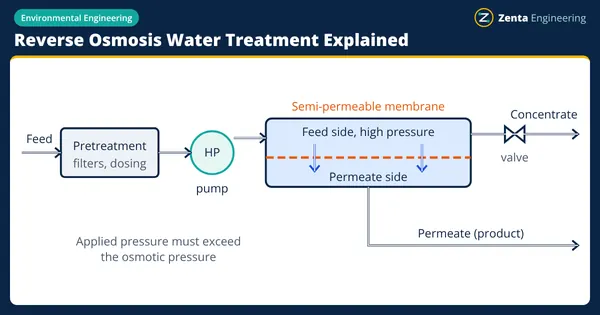 Environmental Engineering
Zenta Engineering
Reverse Osmosis Water Treatment Explained
Semi-permeable membrane
Concentrate
Feed
Pretreatment
filters, dosing
HP
pump
Feed side, high pressure
Permeate side
valve
Permeate (product)
Applied pressure must exceed
the osmotic pressure